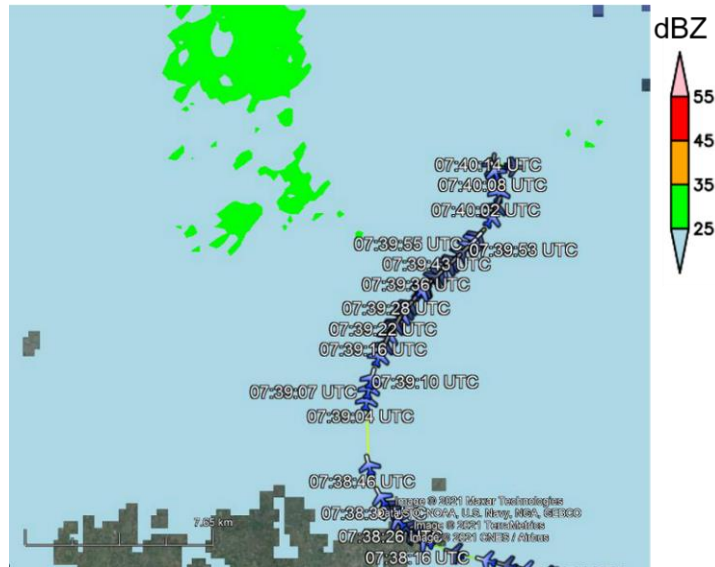 dBZ
55
45
35
25
07:40:14 UTC
07:40:08 UTC
07:40:02 UTC
07:39:55 UTC
07:39:53 UTC
07:39:43 UTC
07:39:36 UTC
07:39:28 UTC
07:39:22 UTC
07:39:16 UTC
07:39:10 UTC
07:39:07 UTC
07:39:04 UTC
07:38:46 UTC
Image © 2021 Maxar Technologies
NOAA, U.S. Navy, NGA, GEBCO
Image © 2021 TerraMetrics
Image © 2021 CNES / Airbus
7.65 km
07:38:26 UTC
07:38:16 UTC